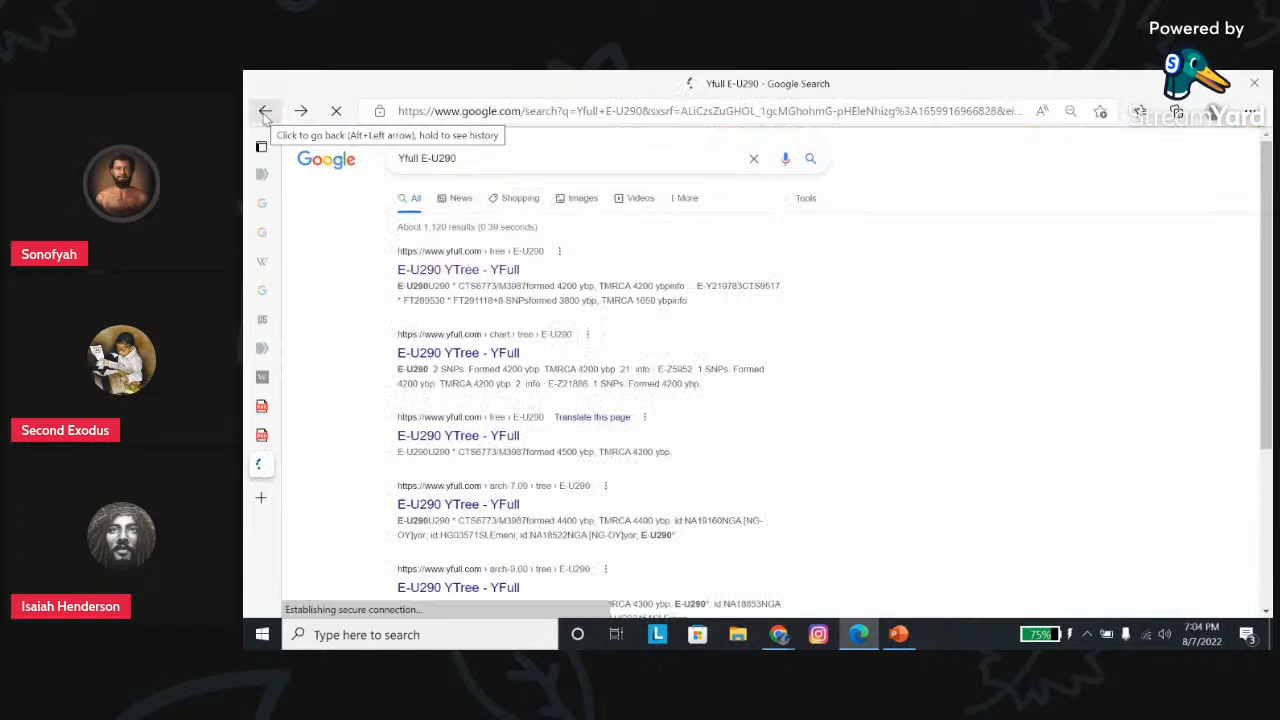 Powered by
StreamYard
Yfull E-U290 - Google Search
https://www.google.com/search?q=Yfull+E-U290&sxsrf=ALiCzsZuGHOL_1gcMGhohmG-pHEleNhizg%3A1659916966828&ei...
Click to go back (Alt+Left arrow), hold to see history
Google
Yfull E-U290
All
News
Shopping
Images
Videos
More
Tools
About 1,120 results (0.39 seconds)
https://www.yfull.com › tree › E-U290
E-U290 YTree - YFull
E-U290U290 * CTS6773/M3987formed 4200 ybp, TMRCA 4200 ybpinfo ... E-Y219783CTS9517
* FT289530 * FT291118+8 SNPsformed 3800 ybp, TMRCA 1650 ybpinfo
https://www.yfull.com › chart › tree › E-U290
E-U290 YTree - YFull
E-U290 2 SNPs. Formed 4200 ybp TMRCA 4200 ybp. 21 info · E-Z5952 1 SNPs. Formed
4200 ybp. TMRCA 4200 ybp. 2 info · E-Z21888. 1 SNPs. Formed 4200 ybp.
https://www.yfull.com › tree › E-U290 Translate this page
E-U290 YTree - YFull
E-U290U290 * CTS6773/M3987formed 4500 ybp, TMRCA 4200 ybp.
https://www.yfull.com › arch-7.09 › tree › E-U290
E-U290 YTree - YFull
E-U290U290 * CTS6773/M3987formed 4400 ybp, TMRCA 4400 ybp. id:NA19160NGA [NG-
OY]yor; id:HG03571SLEmeni; id:NA18522NGA [NG-OY]yor; E-U290*
https://www.yfull.com › arch-9.00 › tree › E-U290
E-U290 YTree - YFull
MRCA 4300 ybp. E-U290*. id:NA18853NGA
Establishing secure connection...
Sonofyah
Second Exodus
Isaiah Henderson
Type here to search
75%
7:04 PM
8/7/2022